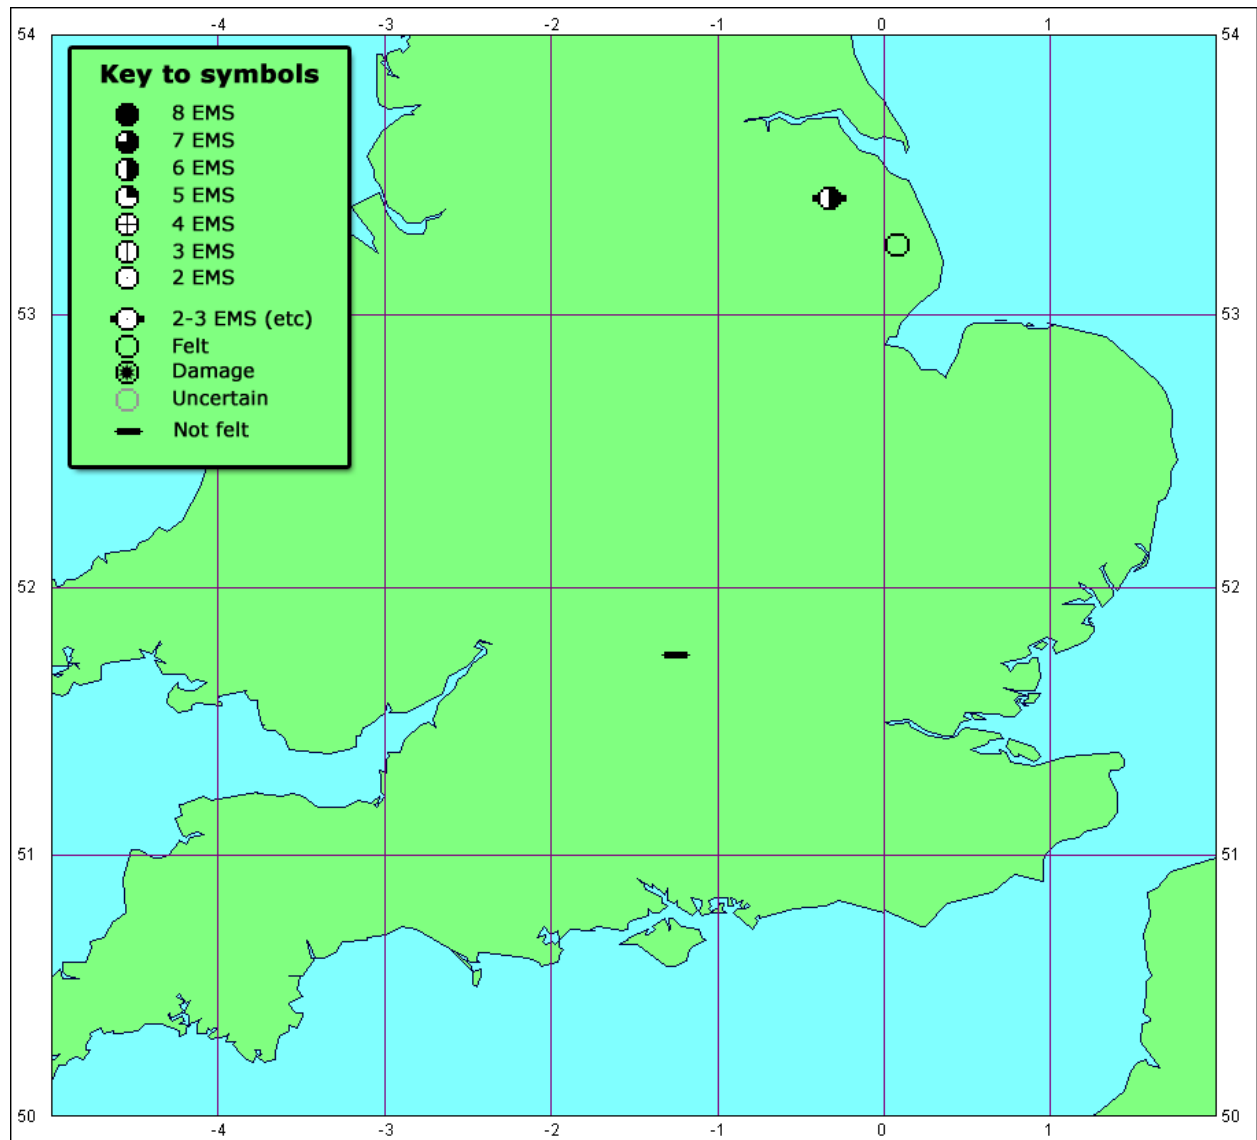 -4 -3 -2 -1 0 1
54 54
Key to symbols
8 EMS
7 EMS
6 EMS
5 EMS
4 EMS
3 EMS
2 EMS
2-3 EMS (etc)
Felt
Damage
Uncertain
Not felt
53 53
52 52
51 51
50 50
-4 -3 -2 -1 0 1